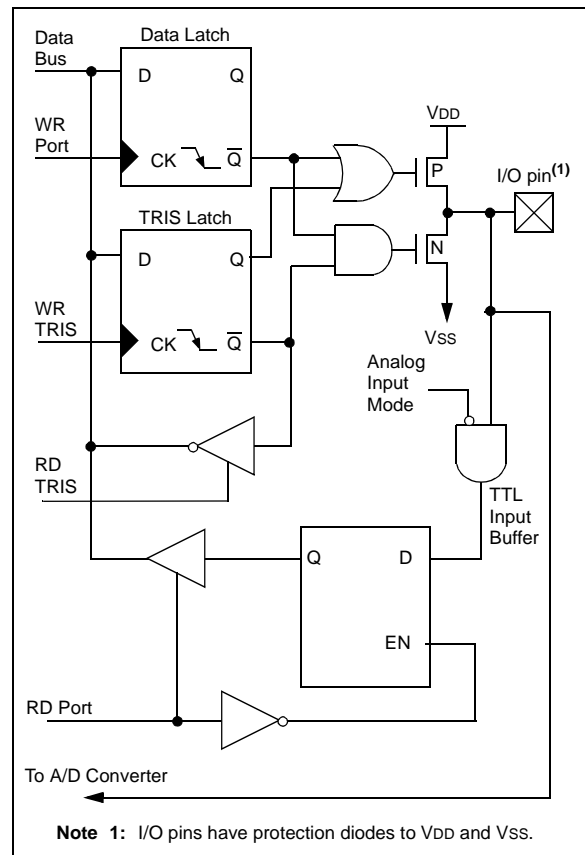 Data
Bus
Data Latch
D
Q
VDD
WR
Port
CK
Q
P
I/O pin(1)
TRIS Latch
D
Q
N
WR
TRIS
CK
Q
VSS
Analog
Input
Mode
RD
TRIS
TTL
Input
Buffer
Q
D
EN
RD Port
To A/D Converter
Note 1: I/O pins have protection diodes to VDD and VSS.